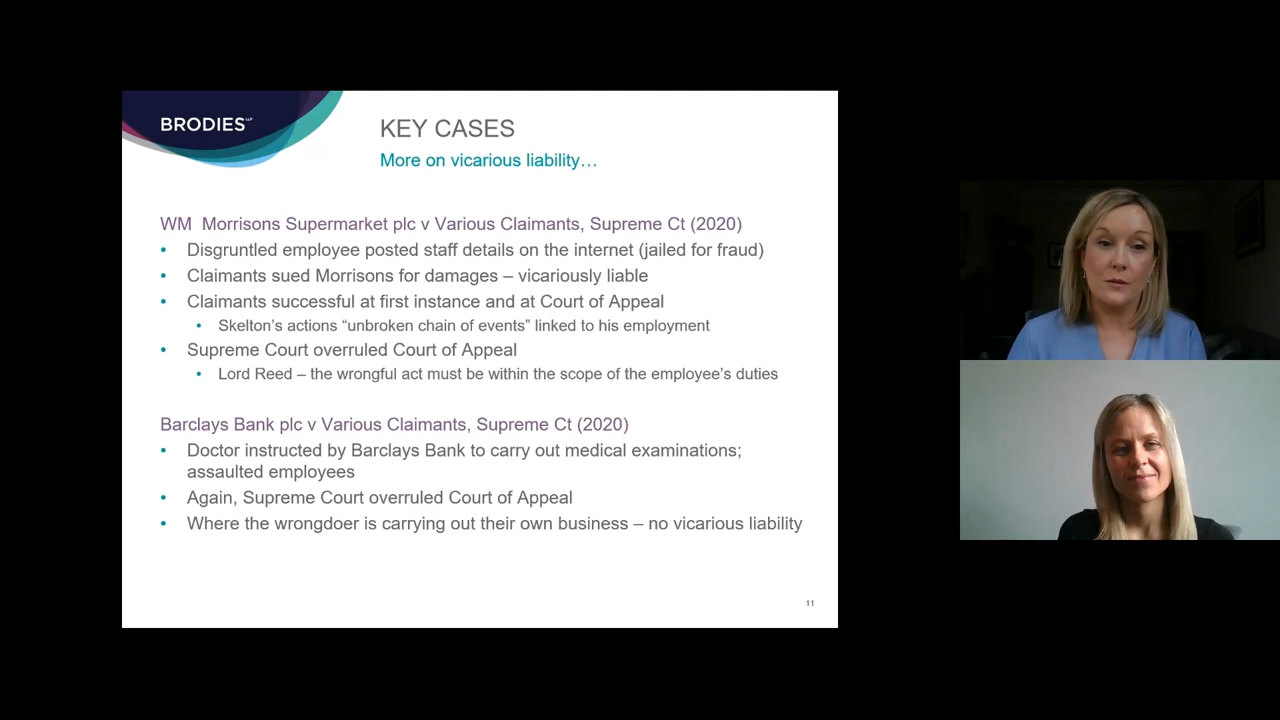 BRODIES LLP
KEY CASES
More on vicarious liability…
WM  Morrisons Supermarket plc v Various Claimants, Supreme Ct (2020)
• Disgruntled employee posted staff details on the internet (jailed for fraud)
• Claimants sued Morrisons for damages – vicariously liable
• Claimants successful at first instance and at Court of Appeal
• Skelton’s actions “unbroken chain of events” linked to his employment
• Supreme Court overruled Court of Appeal
• Lord Reed – the wrongful act must be within the scope of the employee’s duties
Barclays Bank plc v Various Claimants, Supreme Ct (2020)
• Doctor instructed by Barclays Bank to carry out medical examinations;
assaulted employees
• Again, Supreme Court overruled Court of Appeal
• Where the wrongdoer is carrying out their own business – no vicarious liability
11